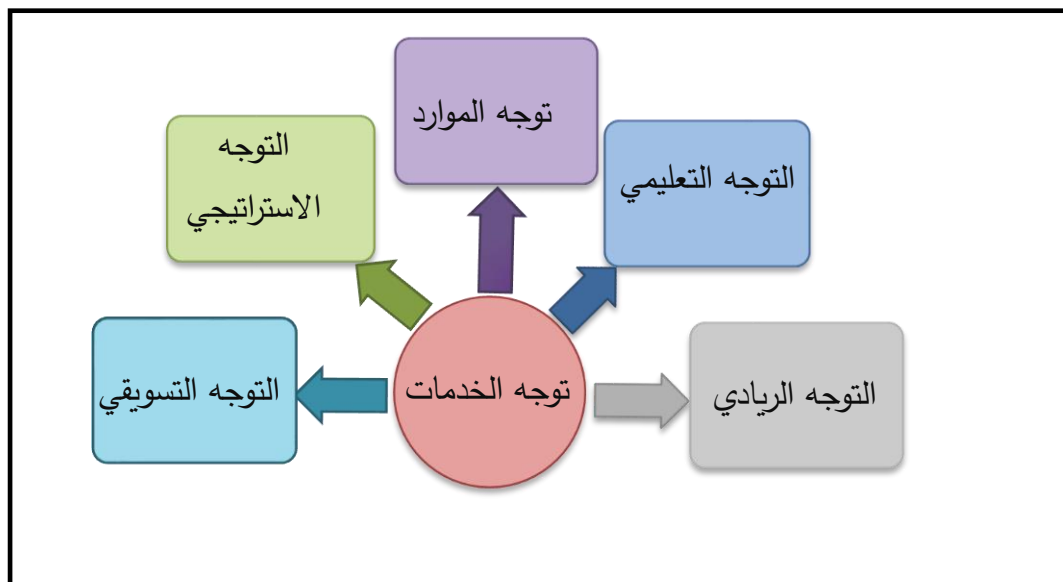 توجه الموارد
التوجه
الاستراتيجي
التوجه التعليمي
التوجه التسويقي
توجه الخدمات
التوجه الريادي